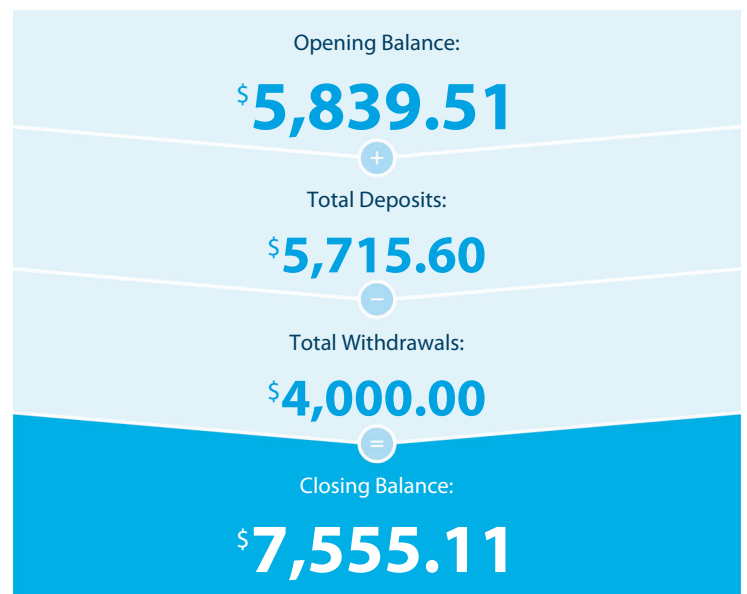 Opening Balance:
$5,839.51
+
Total Deposits:
$5,715.60
−
Total Withdrawals:
$4,000.00
=
Closing Balance:
$7,555.11